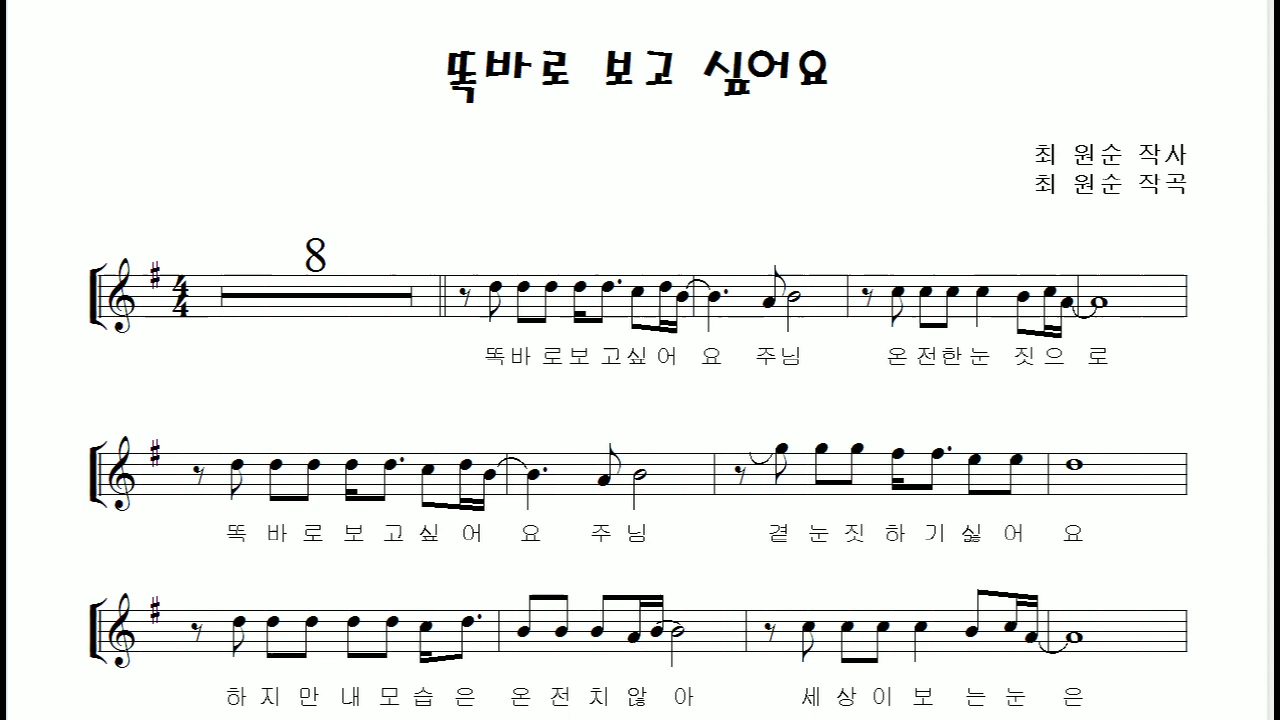 똑바로 보고 싶어요
최 원순 작사
최 원순 작곡
8
4
4
똑바 로보 고싶 어 요 주님 온 전한 눈 짓 으 로
똑 바 로 보 고 싶 어 요 주 님 곁 눈 짓 하 기 싫 어 요
하 지 만 내 모 습 은 온 전 치 않 아 세 상 이 보 는 눈 은